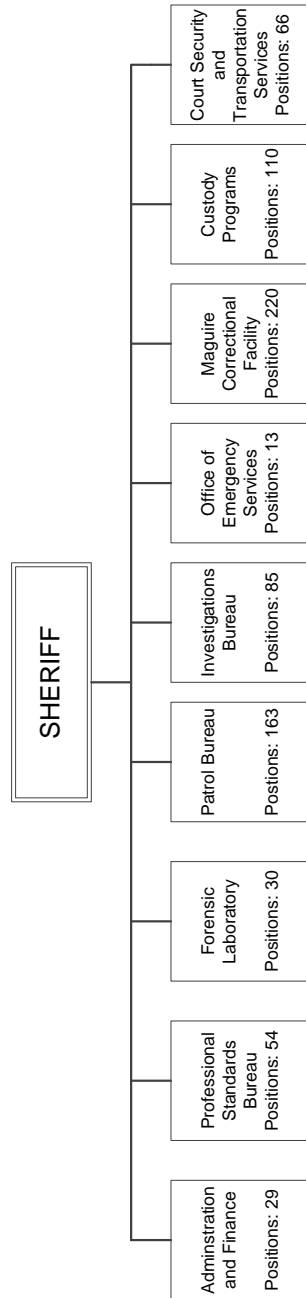 SHERIFF
Adminstration
and Finance
Positions: 29
Professional
Standards
Bureau
Positions: 54
Forensic
Laboratory
Positions: 30
Patrol Bureau
Postions: 163
Investigations
Bureau
Positions: 85
Office of
Emergency
Services
Positions: 13
Maguire
Correctional
Facility
Positions: 220
Custody
Programs
Positions: 110
Court Security
and
Transportation
Services
Positions: 66